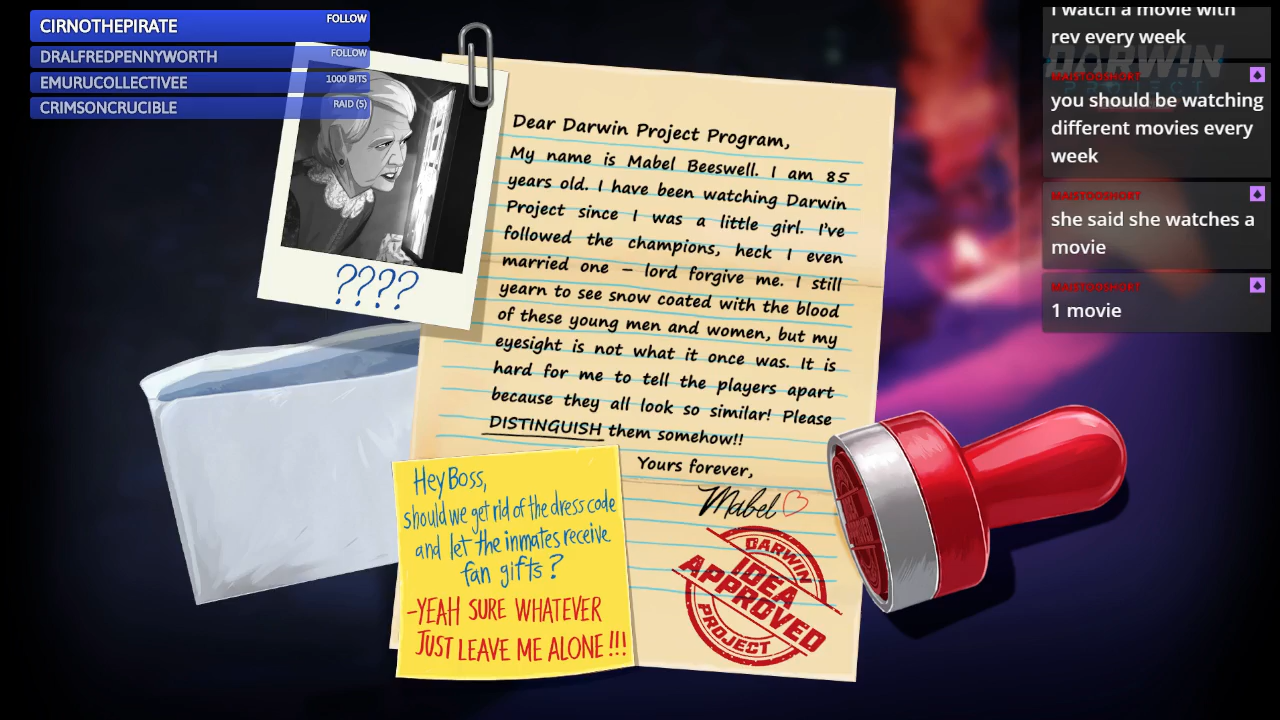 CIRNOTHEPIRATE FOLLOW
DRALFREDPENNYWORTH FOLLOW
EMURUCOLLECTIVEE 1000 BITS
CRIMSONCRUCIBLE RAID (5)
????
Dear Darwin Project Program,
My name is Mabel Beeswell. I am 85
years old. I have been watching Darwin
Project since I was a little girl. I've
followed the champions, heck I even
married one – lord forgive me. I still
yearn to see snow coated with the blood
of these young men and women, but my
eyesight is not what it once was. It is
hard for me to tell the players apart
because they all look so similar! Please
DISTINGUISH them somehow!!
Yours forever,
Mabel
Hey Boss,
should we get rid of the dress code
and let the inmates receive
fan gifts?
-YEAH SURE WHATEVER
JUST LEAVE ME ALONE !!!
DARWIN
IDEA
APPROVED
PROJECT
I watch a movie with
rev every week
DARWIN
PROJECT
MAISTOOSHORT
you should be watching
different movies every
week
MAISTOOSHORT
she said she watches a
movie
MAISTOOSHORT
1 movie